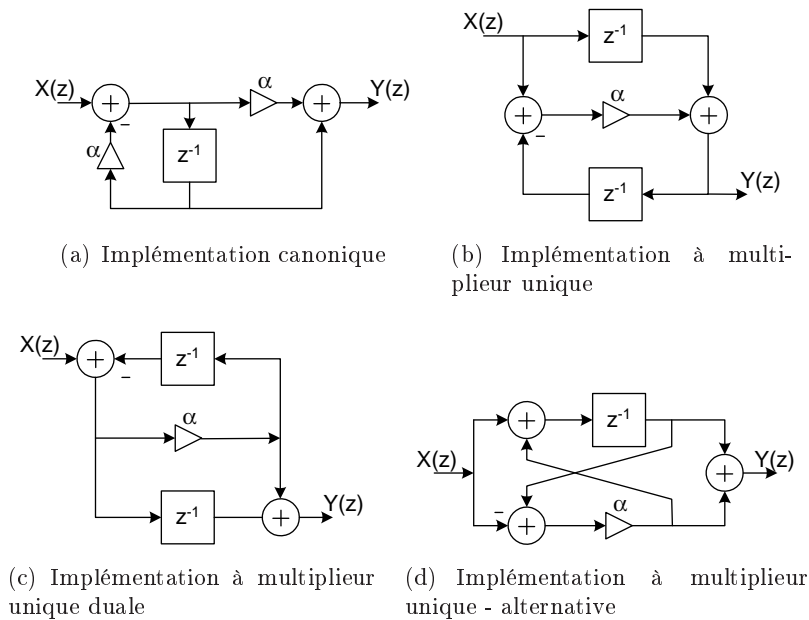 X(z)
+
−
α
α
z⁻¹
+
Y(z)
(a) Implémentation canonique
X(z)
z⁻¹
+
−
α
+
z⁻¹
Y(z)
(b) Implémentation à multi-
plieur unique
X(z)
+
−
z⁻¹
α
z⁻¹
+
Y(z)
(c) Implémentation à multiplieur
unique duale
X(z)
+
z⁻¹
−
+
α
+
Y(z)
(d) Implémentation à multiplieur
unique - alternative